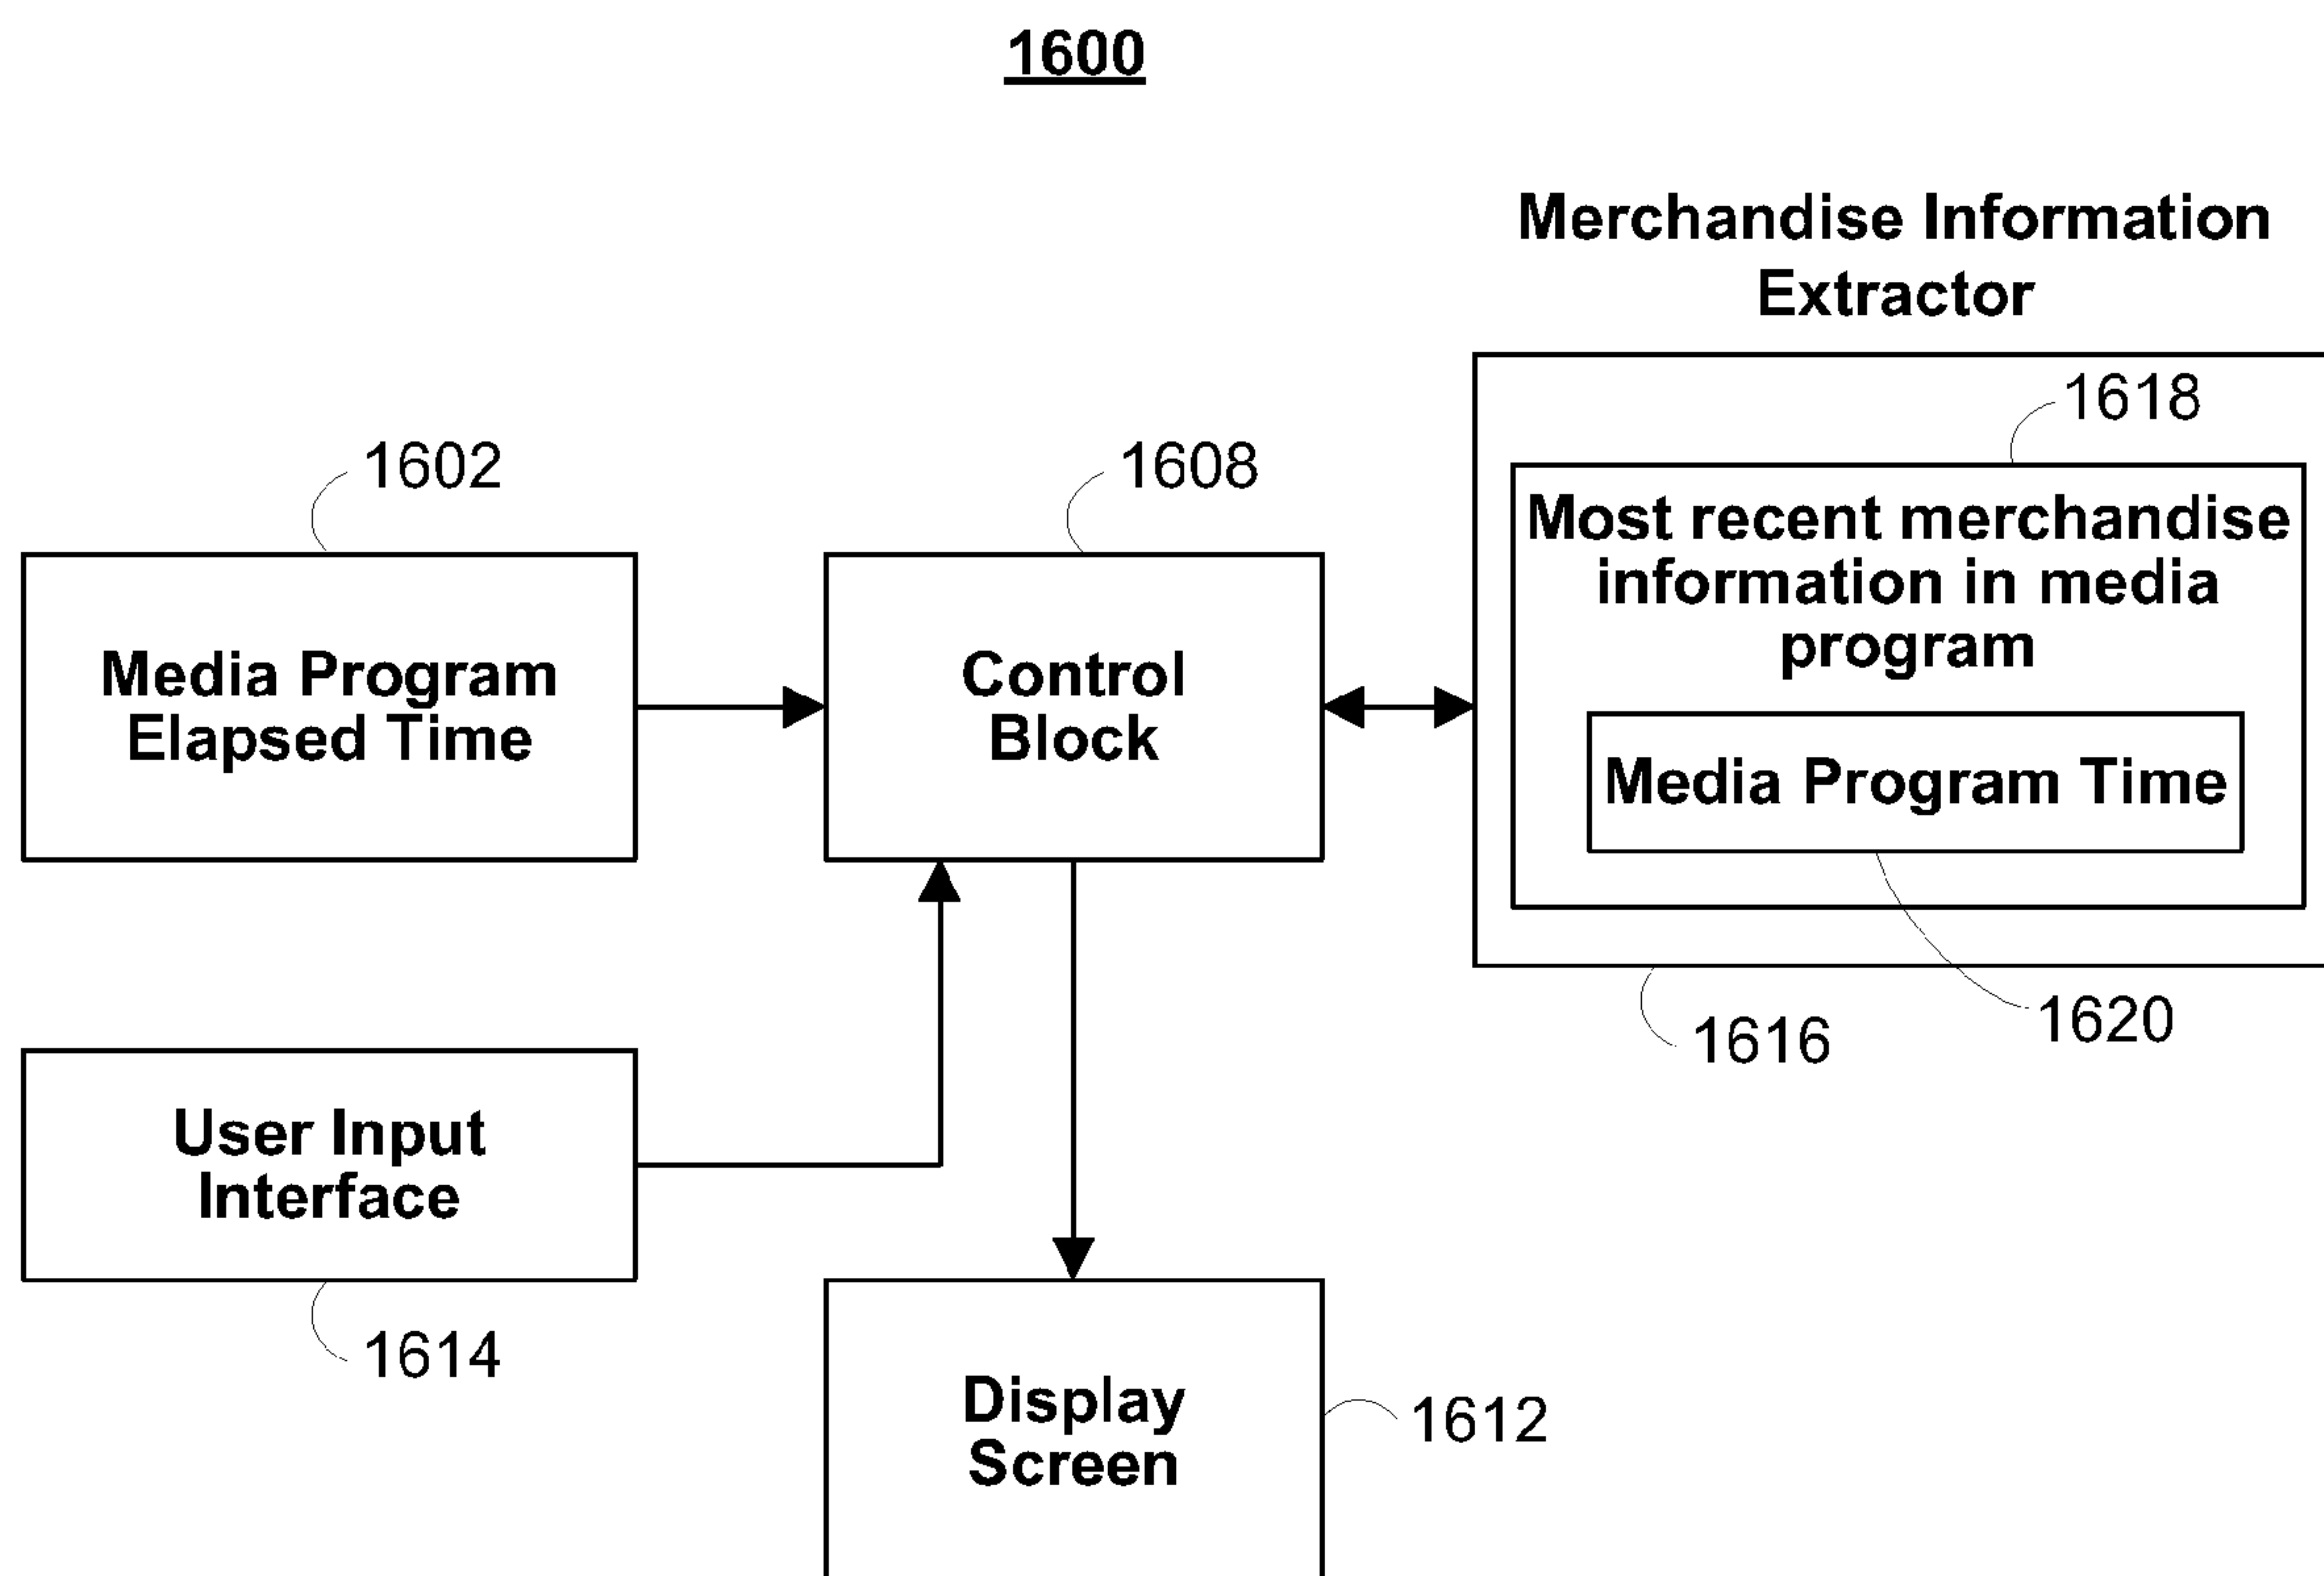 1600
Merchandise Information
Extractor
1618
Most recent merchandise
information in media
program
Media Program Time
1620
1616
1602
Media Program
Elapsed Time
1608
Control
Block
User Input
Interface
1614
Display
Screen
1612